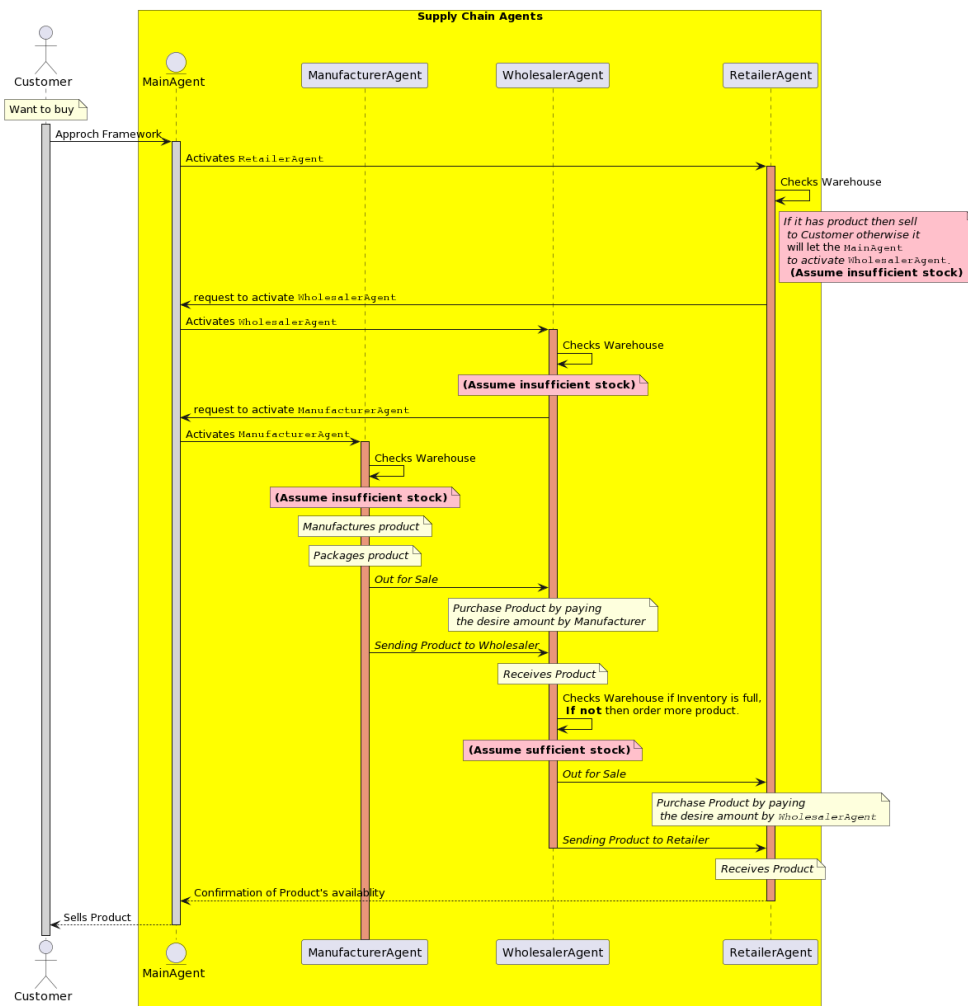 Supply Chain Agents
Customer
MainAgent
ManufacturerAgent
WholesalerAgent
RetailerAgent
Want to buy
Approch Framework
Activates RetailerAgent
Checks Warehouse
If it has product then sell
to Customer otherwise it
will let the MainAgent
to activate WholesalerAgent.
(Assume insufficient stock)
request to activate WholesalerAgent
Activates WholesalerAgent
Checks Warehouse
(Assume insufficient stock)
request to activate ManufacturerAgent
Activates ManufacturerAgent
Checks Warehouse
(Assume insufficient stock)
Manufactures product
Packages product
Out for Sale
Purchase Product by paying
the desire amount by Manufacturer
Sending Product to Wholesaler
Receives Product
Checks Warehouse if Inventory is full,
If not then order more product.
(Assume sufficient stock)
Out for Sale
Purchase Product by paying
the desire amount by WholesalerAgent
Sending Product to Retailer
Receives Product
Confirmation of Product's availablity
Sells Product
Customer
MainAgent
ManufacturerAgent
WholesalerAgent
RetailerAgent